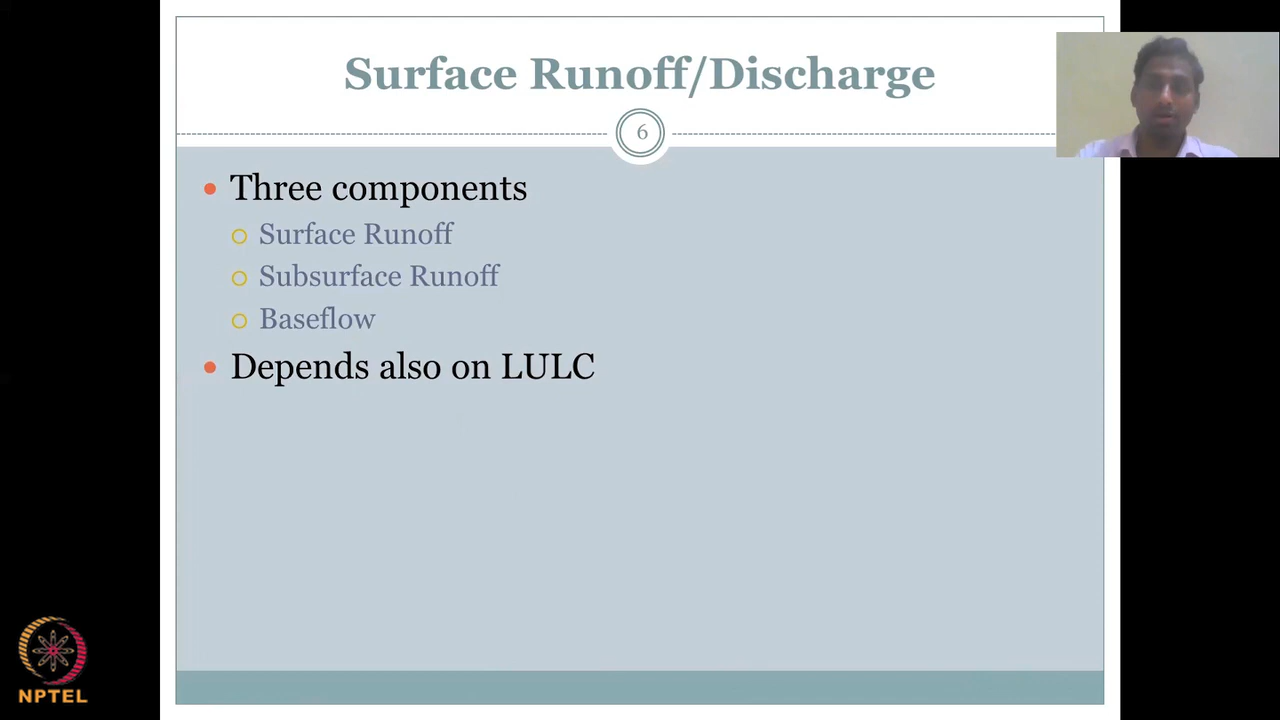 Surface Runoff/Discharge
6
Three components
Surface Runoff
Subsurface Runoff
Baseflow
Depends also on LULC
NPTEL